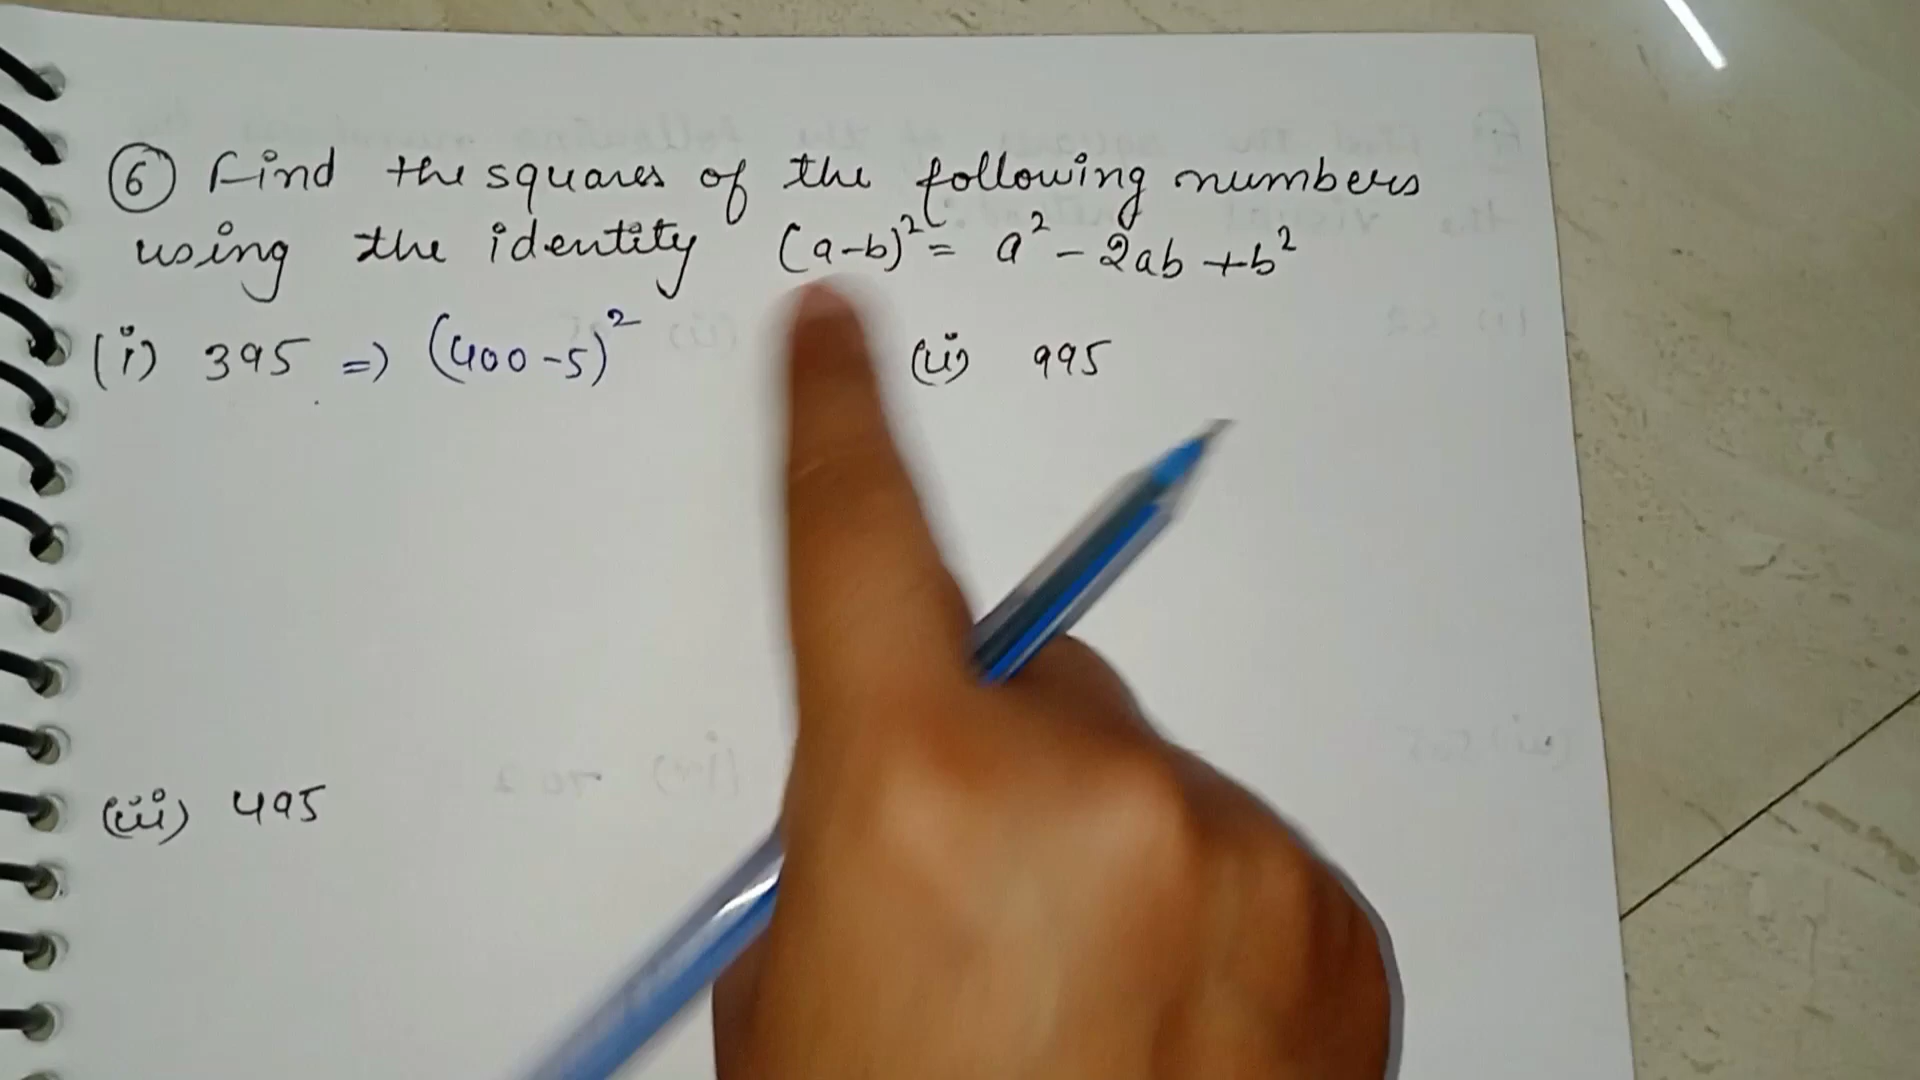 ⑥ Find the squares of the following numbers
using the identity (a-b)² = a² - 2ab + b²
(i) 395 => (400-5)² (ii) 995
(iii) 495